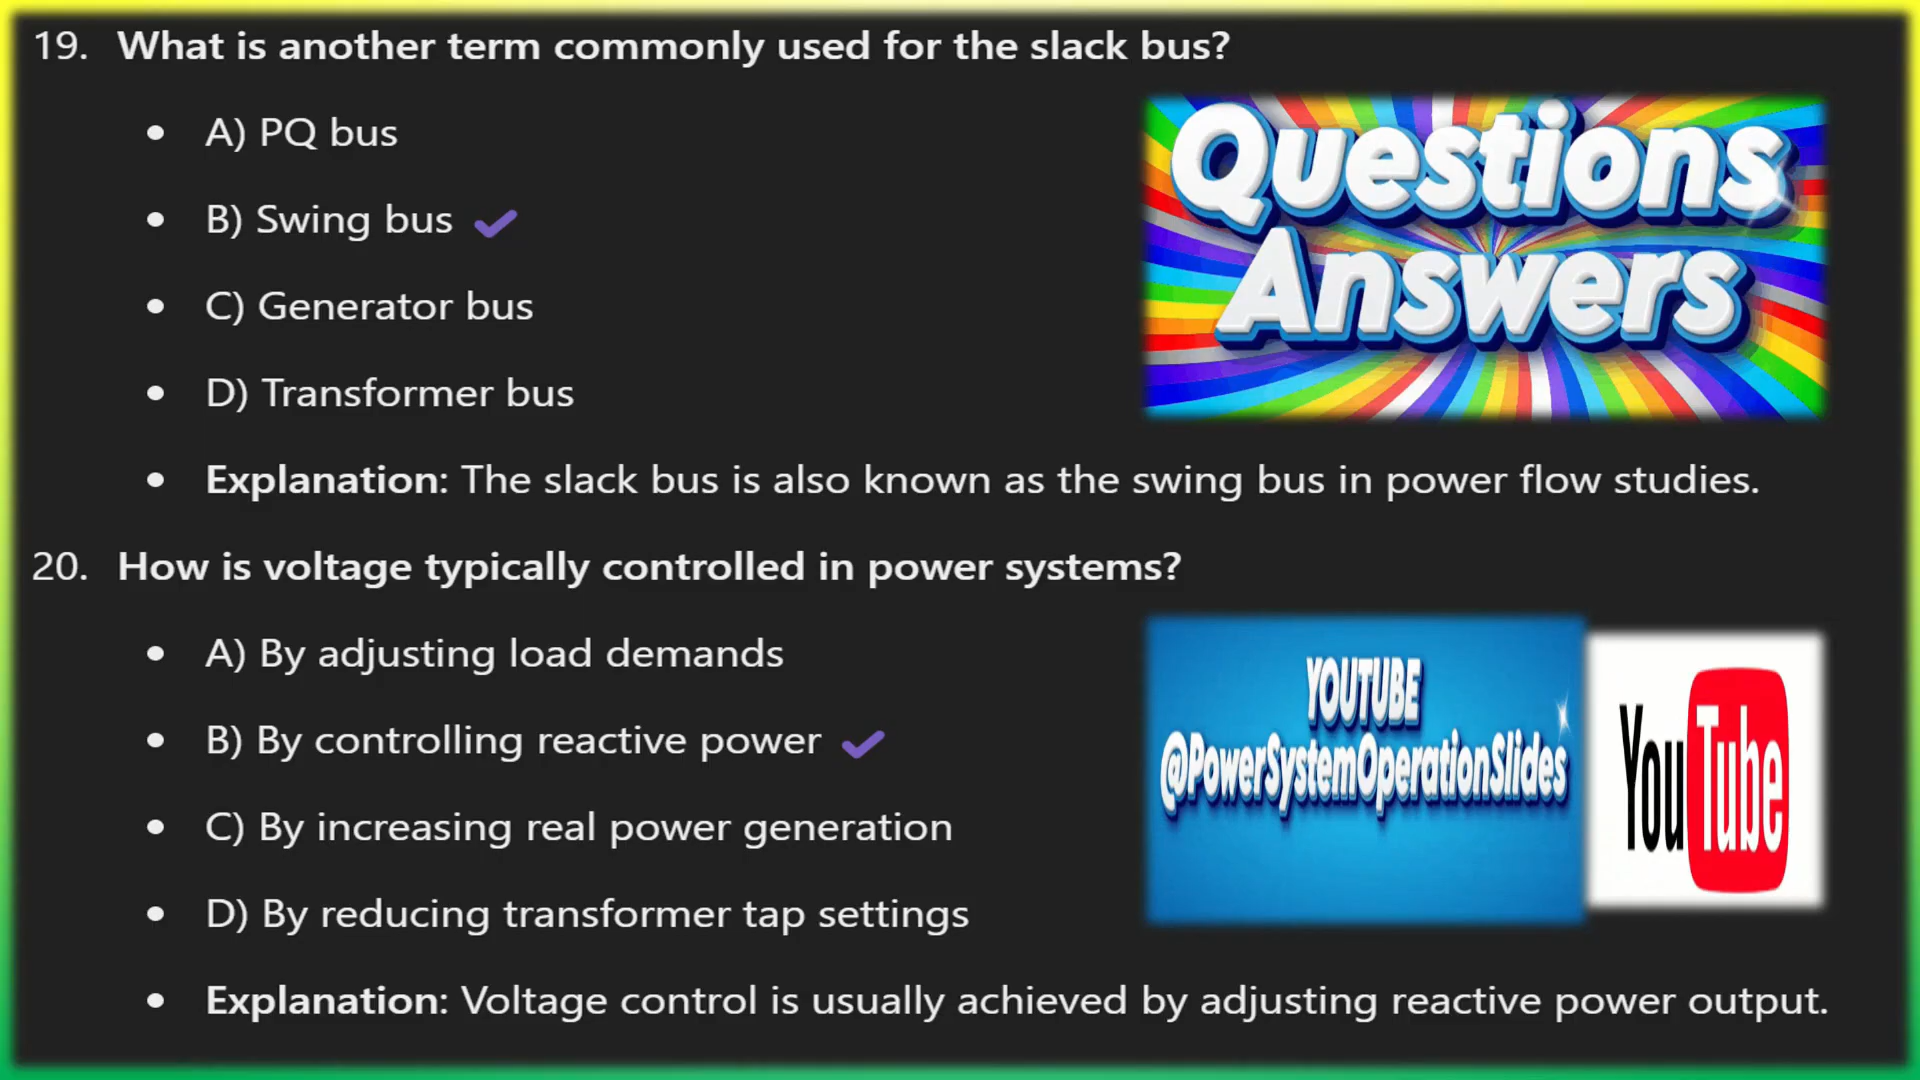 19. What is another term commonly used for the slack bus?
• A) PQ bus
• B) Swing bus ✔
• C) Generator bus
• D) Transformer bus
• Explanation: The slack bus is also known as the swing bus in power flow studies.
Questions
Answers
20. How is voltage typically controlled in power systems?
• A) By adjusting load demands
• B) By controlling reactive power ✔
• C) By increasing real power generation
• D) By reducing transformer tap settings
• Explanation: Voltage control is usually achieved by adjusting reactive power output.
YOUTUBE
@PowerSystemOperationSlides
YouTube